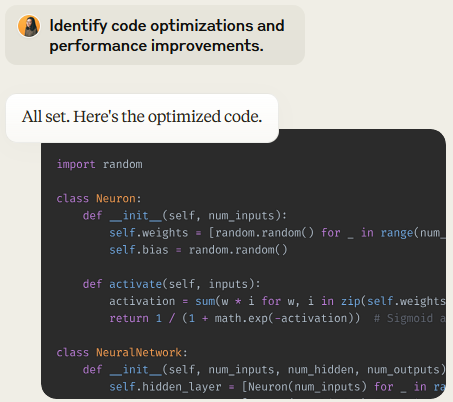 Identify code optimizations and
performance improvements.
All set. Here's the optimized code.
import random
class Neuron:
    def __init__(self, num_inputs):
        self.weights = [random.random() for _ in range(num_
        self.bias = random.random()
    def activate(self, inputs):
        activation = sum(w * i for w, i in zip(self.weights
        return 1 / (1 + math.exp(-activation))  # Sigmoid a
class NeuralNetwork:
    def __init__(self, num_inputs, num_hidden, num_outputs)
        self.hidden_layer = [Neuron(num_inputs) for _ in ra